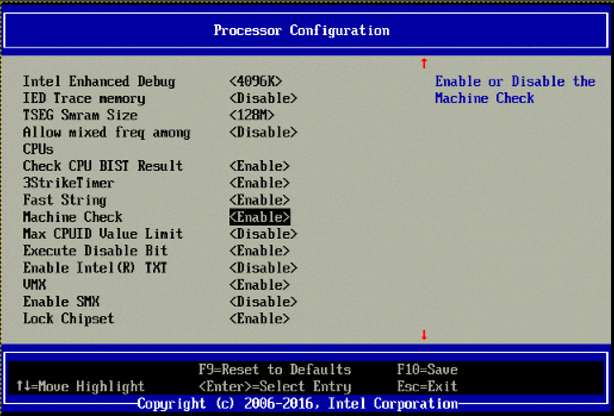 Processor Configuration
↑
Intel Enhanced Debug <4096K> Enable or Disable the
IED Trace memory <Disable> Machine Check
TSEG Smram Size <128M>
Allow mixed freq among <Disable>
CPUs
Check CPU BIST Result <Enable>
3StrikeTimer <Enable>
Fast String <Enable>
Machine Check <Enable>
Max CPUID Value Limit <Disable>
Execute Disable Bit <Enable>
Enable Intel(R) TXT <Disable>
VMX <Enable>
Enable SMX <Disable>
Lock Chipset <Enable>
↓
F9=Reset to Defaults F10=Save
↑↓=Move Highlight <Enter>=Select Entry Esc=Exit
Copyright (c) 2006-2016, Intel Corporation